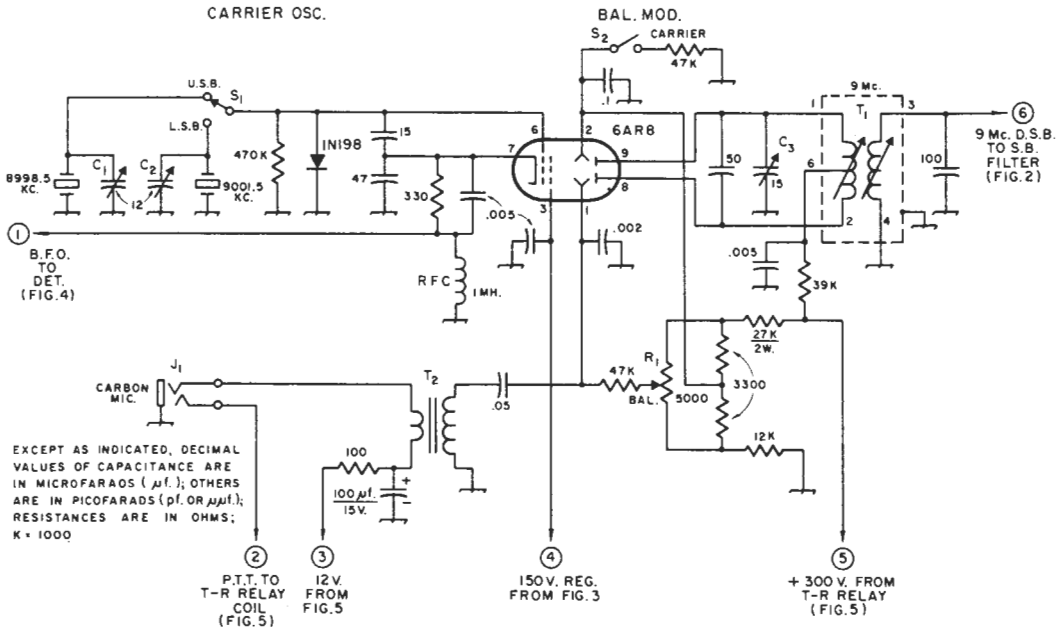 CARRIER OSC.
BAL. MOD.
S2
CARRIER
47K
.1
U.S.B.
S1
L.S.B.
C1
C2
8998.5
KC.
12
9001.5
KC.
470K
1N198
15
47
330
.005
7
6
2
6AR8
9
8
3
1
.002
50
C3
15
9 Mc.
1
T1
3
6
2
4
100
6
9 Mc. D.S.B.
TO S.B.
FILTER
(FIG.2)
1
B.F.O.
TO
DET.
(FIG.4)
RFC
1MH.
.005
39K
27K
2W.
J1
CARBON
MIC.
T2
.05
47K
R1
BAL.
5000
3300
12K
100
100 µf.
15V.
+
-
EXCEPT AS INDICATED, DECIMAL
VALUES OF CAPACITANCE ARE
IN MICROFARAOS ( µf.); OTHERS
ARE IN PICOFARADS (pf. OR µµf.);
RESISTANCES ARE IN OHMS;
K = 1000
2
P.T.T. TO
T-R RELAY
COIL
(FIG.5)
3
12V.
FROM
FIG.5
4
150V. REG.
FROM FIG.3
5
+300V. FROM
T-R RELAY
(FIG.5)